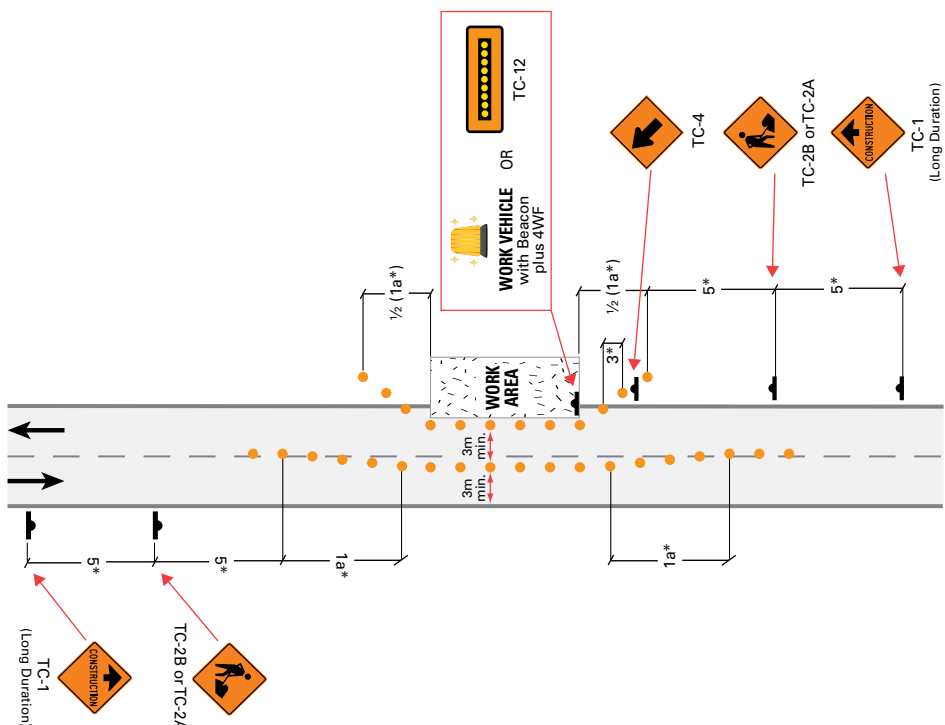 TC-12
OR
WORK VEHICLE
with Beacon
plus 4WF
TC-4
TC-2B or TC-2A
CONSTRUCTION
TC-1
(Long Duration)
½ (1a*)
½ (1a*)
5*
5*
3*
WORK
AREA
3m
min.
3m
min.
5*
5*
1a*
1a*
CONSTRUCTION
TC-1
(Long Duration)
TC-2B or TC-2A